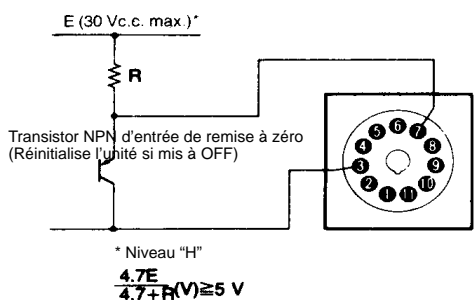 E (30 Vc.c. max.)*
R
Transistor NPN d'entrée de remise à zéro
(Réinitialise l'unité si mis à OFF)
5 6 7
4 8
3 9
2 10
1 11
* Niveau "H"
4.7E
4.7+R (V)≧5 V